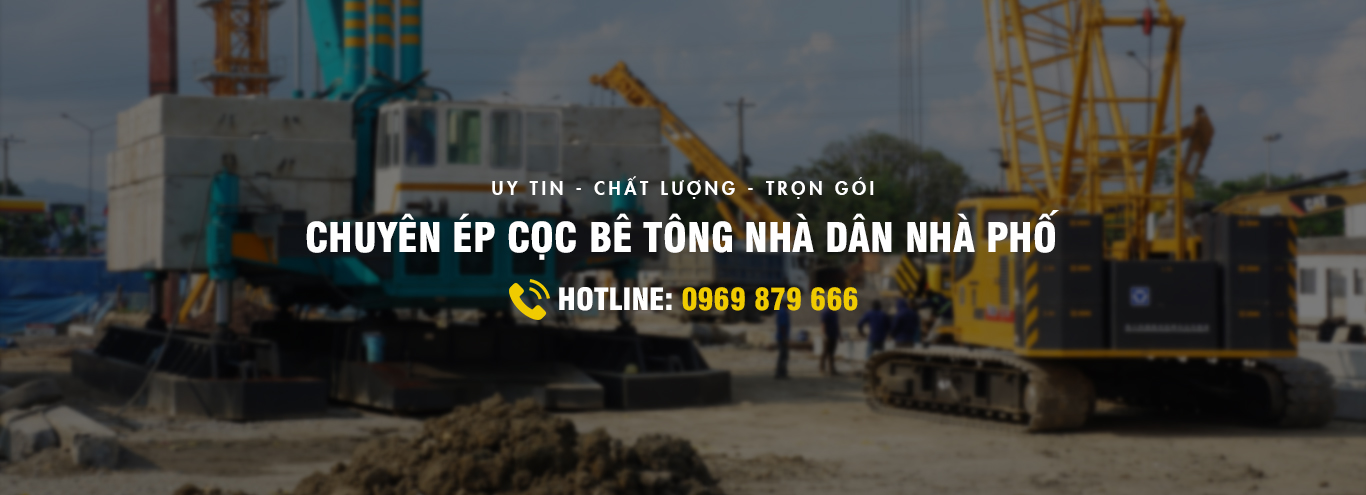 UY TIN - CHẤT LƯỢNG - TRỌN GÓI
CHUYÊN ÉP CỌC BÊ TÔNG NHÀ DÂN NHÀ PHỐ
HOTLINE: 0969 879 666